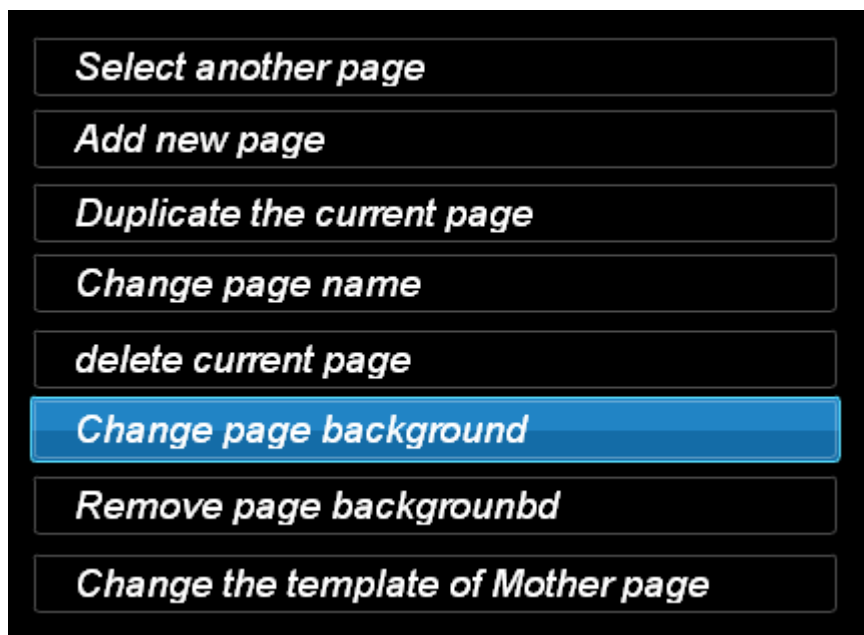 Select another page
Add new page
Duplicate the current page
Change page name
delete current page
Change page background
Remove page backgrounbd
Change the template of Mother page